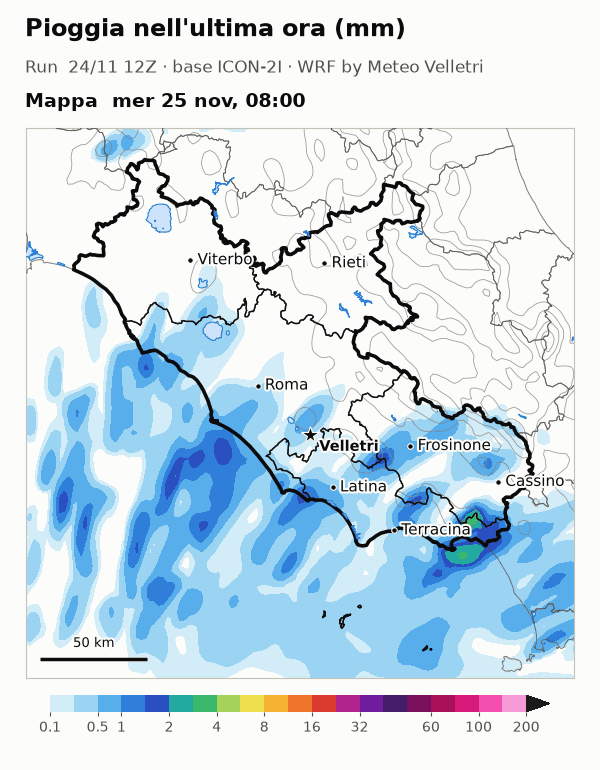 Pioggia nell'ultima ora (mm)
Run  24/11 12Z · base ICON-2I · WRF by Meteo Velletri
Mappa  mer 25 nov, 08:00
Viterbo
Rieti
Roma
Velletri
Frosinone
Cassino
Latina
Terracina
50 km
0.1 0.5 1 2 4 8 16 32 60 100 200